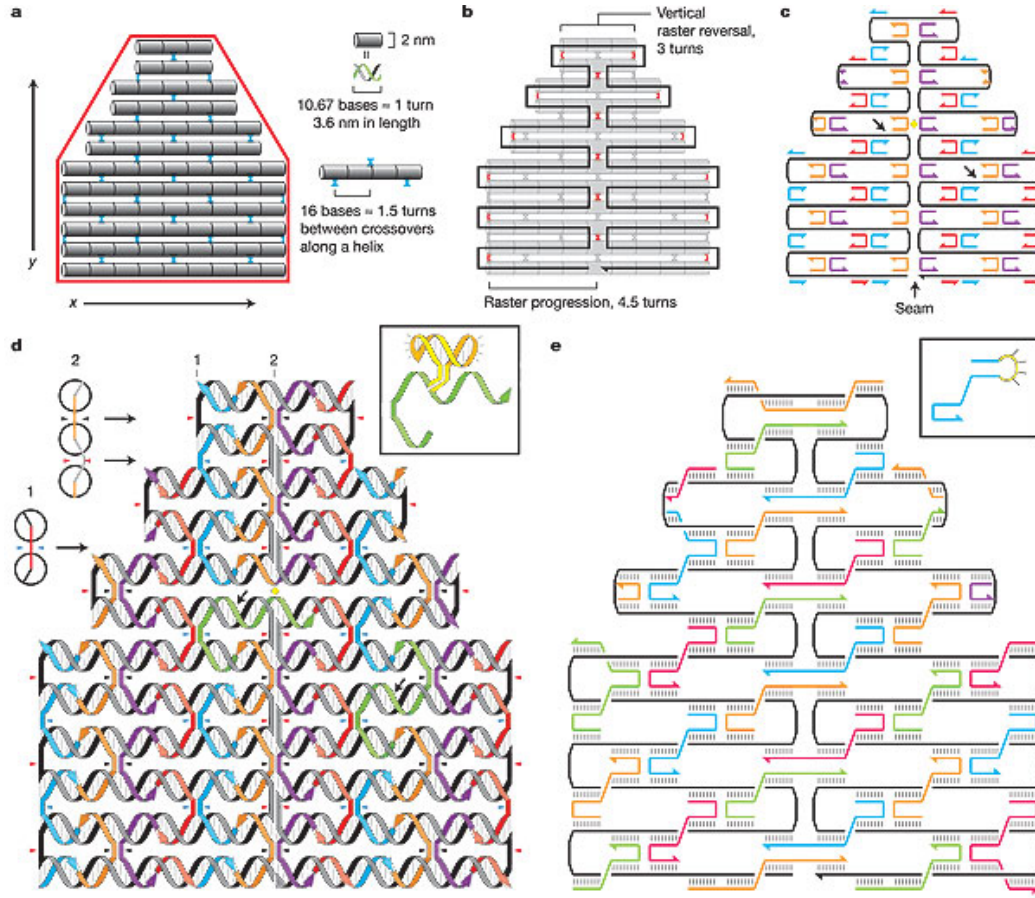 a
2 nm
10.67 bases ≈ 1 turn
3.6 nm in length
16 bases ≈ 1.5 turns
between crossovers
along a helix
y
x
b
Vertical
raster reversal,
3 turns
Raster progression, 4.5 turns
c
Seam
d
2
1
1
2
e